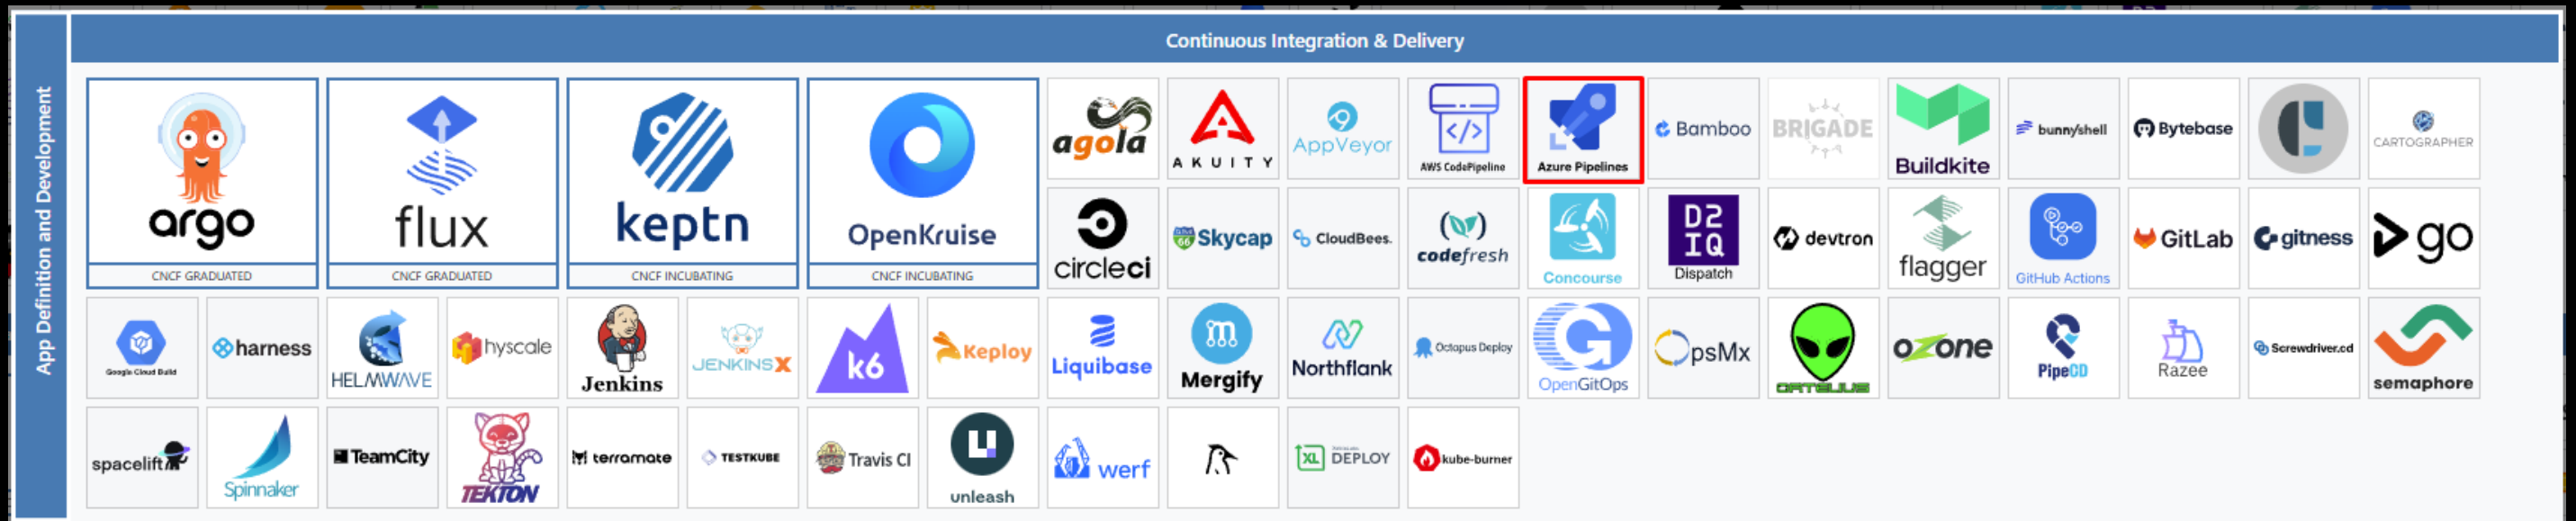 Continuous Integration & Delivery
App Definition and Development
argo
CNCF GRADUATED
flux
CNCF GRADUATED
keptn
CNCF INCUBATING
OpenKruise
CNCF INCUBATING
agola
AKUITY
AppVeyor
AWS CodePipeline
Azure Pipelines
Bamboo
BRIGADE
Buildkite
bunnyshell
Bytebase
CARTOGRAPHER
circleci
Skycap
CloudBees.
codefresh
Concourse
D2
IQ
Dispatch
devtron
flagger
GitHub Actions
GitLab
gitness
go
Google Cloud Build
harness
HELMWAVE
hyscale
Jenkins
JENKINS X
k6
Keploy
Liquibase
Mergify
Northflank
Octopus Deploy
OpenGitOps
OpsMx
ORTELIUS
ozone
PipeCD
Razee
Screwdriver.cd
semaphore
spacelift
Spinnaker
TeamCity
TEKTON
terramate
TESTKUBE
Travis CI
unleash
werf
XL DEPLOY
kube-burner